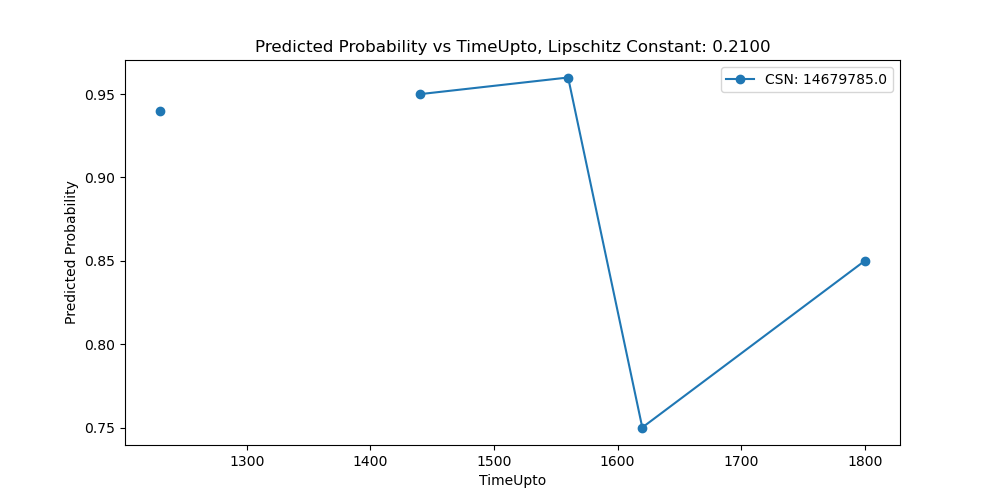 Predicted Probability vs TimeUpto, Lipschitz Constant: 0.2100
CSN: 14679785.0
Predicted Probability
0.95
0.90
0.85
0.80
0.75
1300 1400 1500 1600 1700 1800
TimeUpto